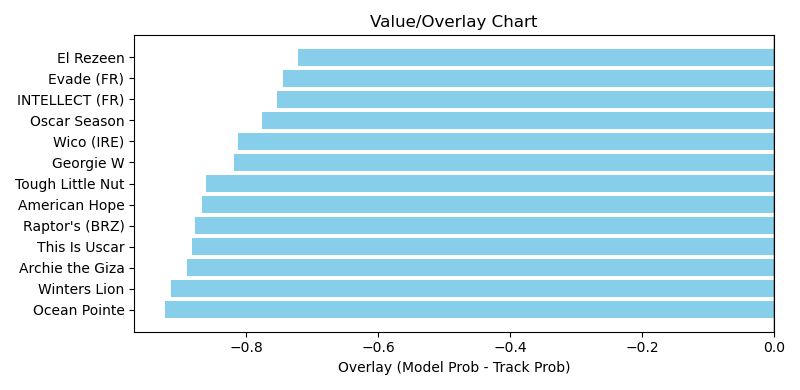 Value/Overlay Chart
El Rezeen
Evade (FR)
INTELLECT (FR)
Oscar Season
Wico (IRE)
Georgie W
Tough Little Nut
American Hope
Raptor's (BRZ)
This Is Uscar
Archie the Giza
Winters Lion
Ocean Pointe
−0.8 −0.6 −0.4 −0.2 0.0
Overlay (Model Prob - Track Prob)